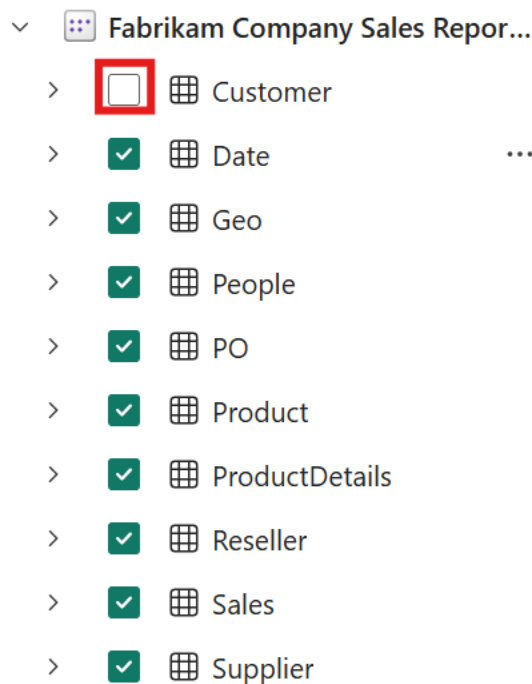 Fabrikam Company Sales Repor...
Customer
Date
Geo
People
PO
Product
ProductDetails
Reseller
Sales
Supplier